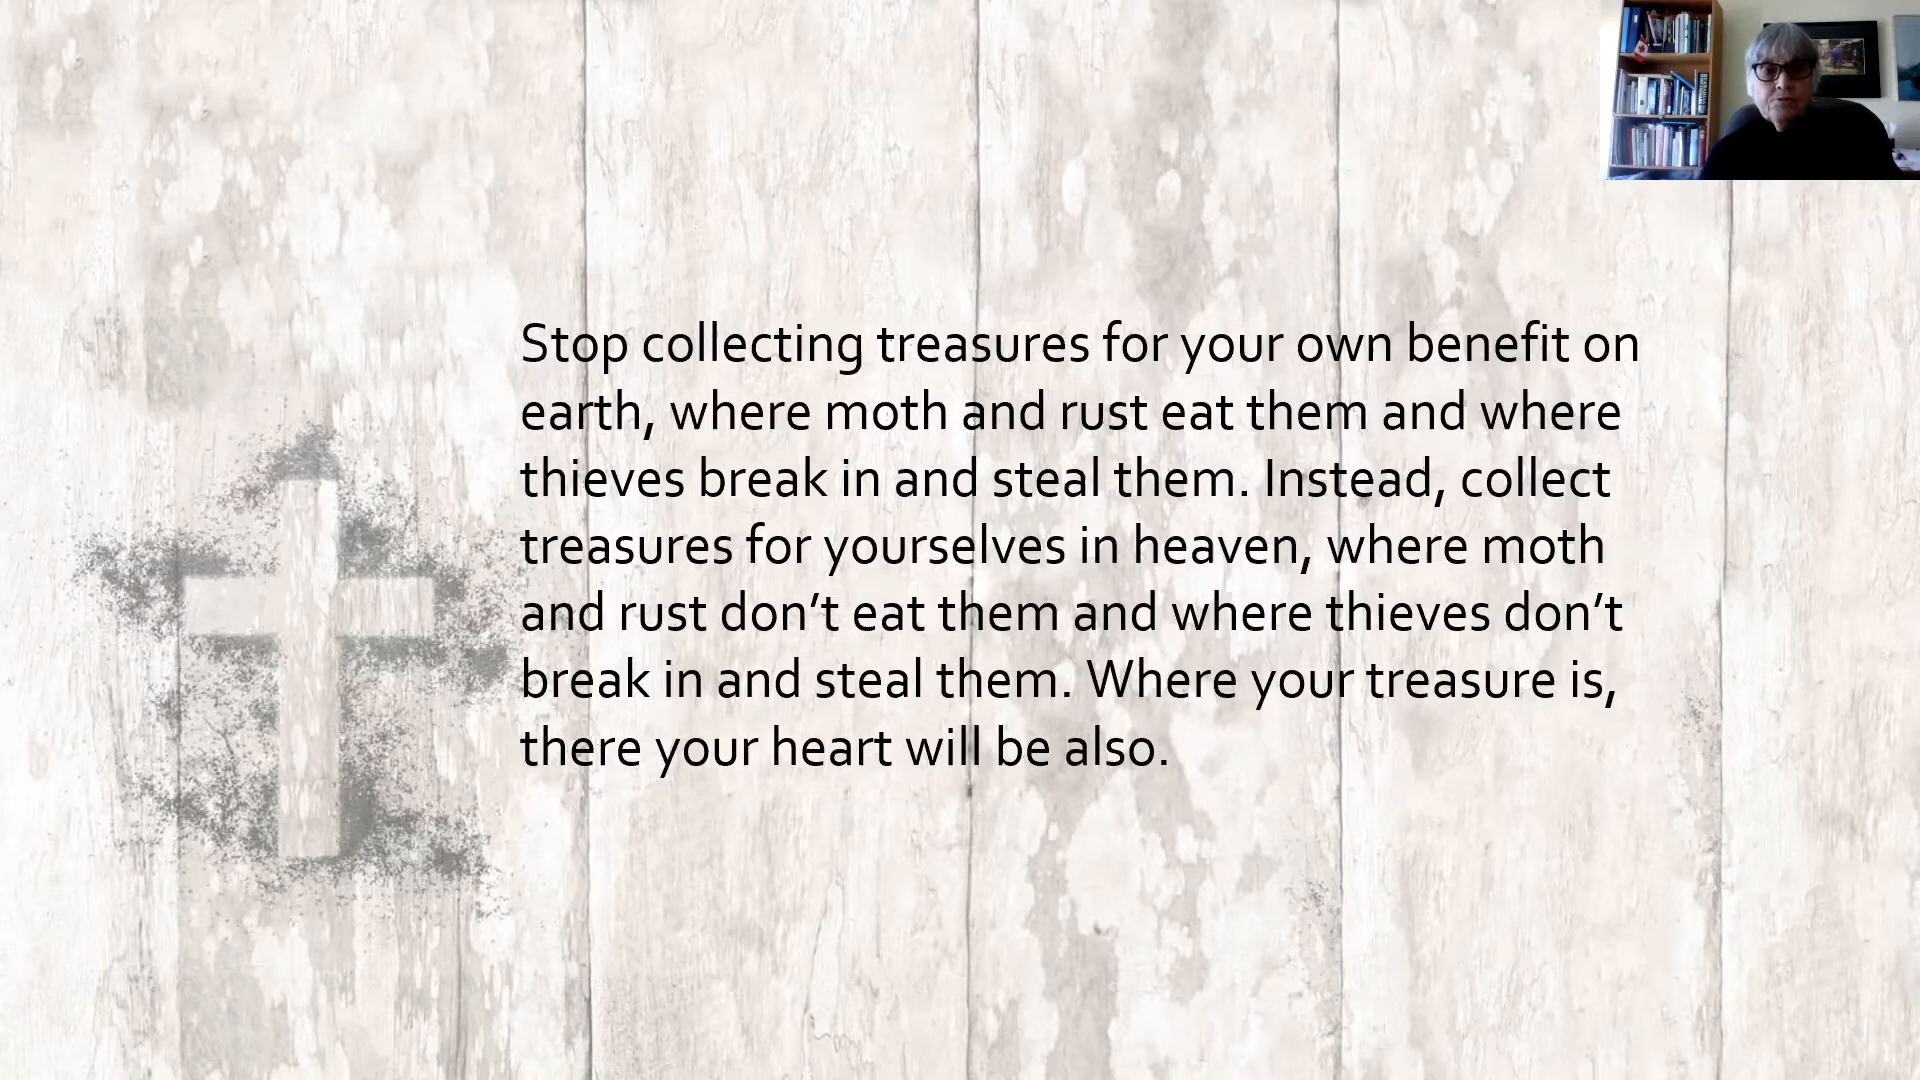 Stop collecting treasures for your own benefit on
earth, where moth and rust eat them and where
thieves break in and steal them. Instead, collect
treasures for yourselves in heaven, where moth
and rust don’t eat them and where thieves don’t
break in and steal them. Where your treasure is,
there your heart will be also.